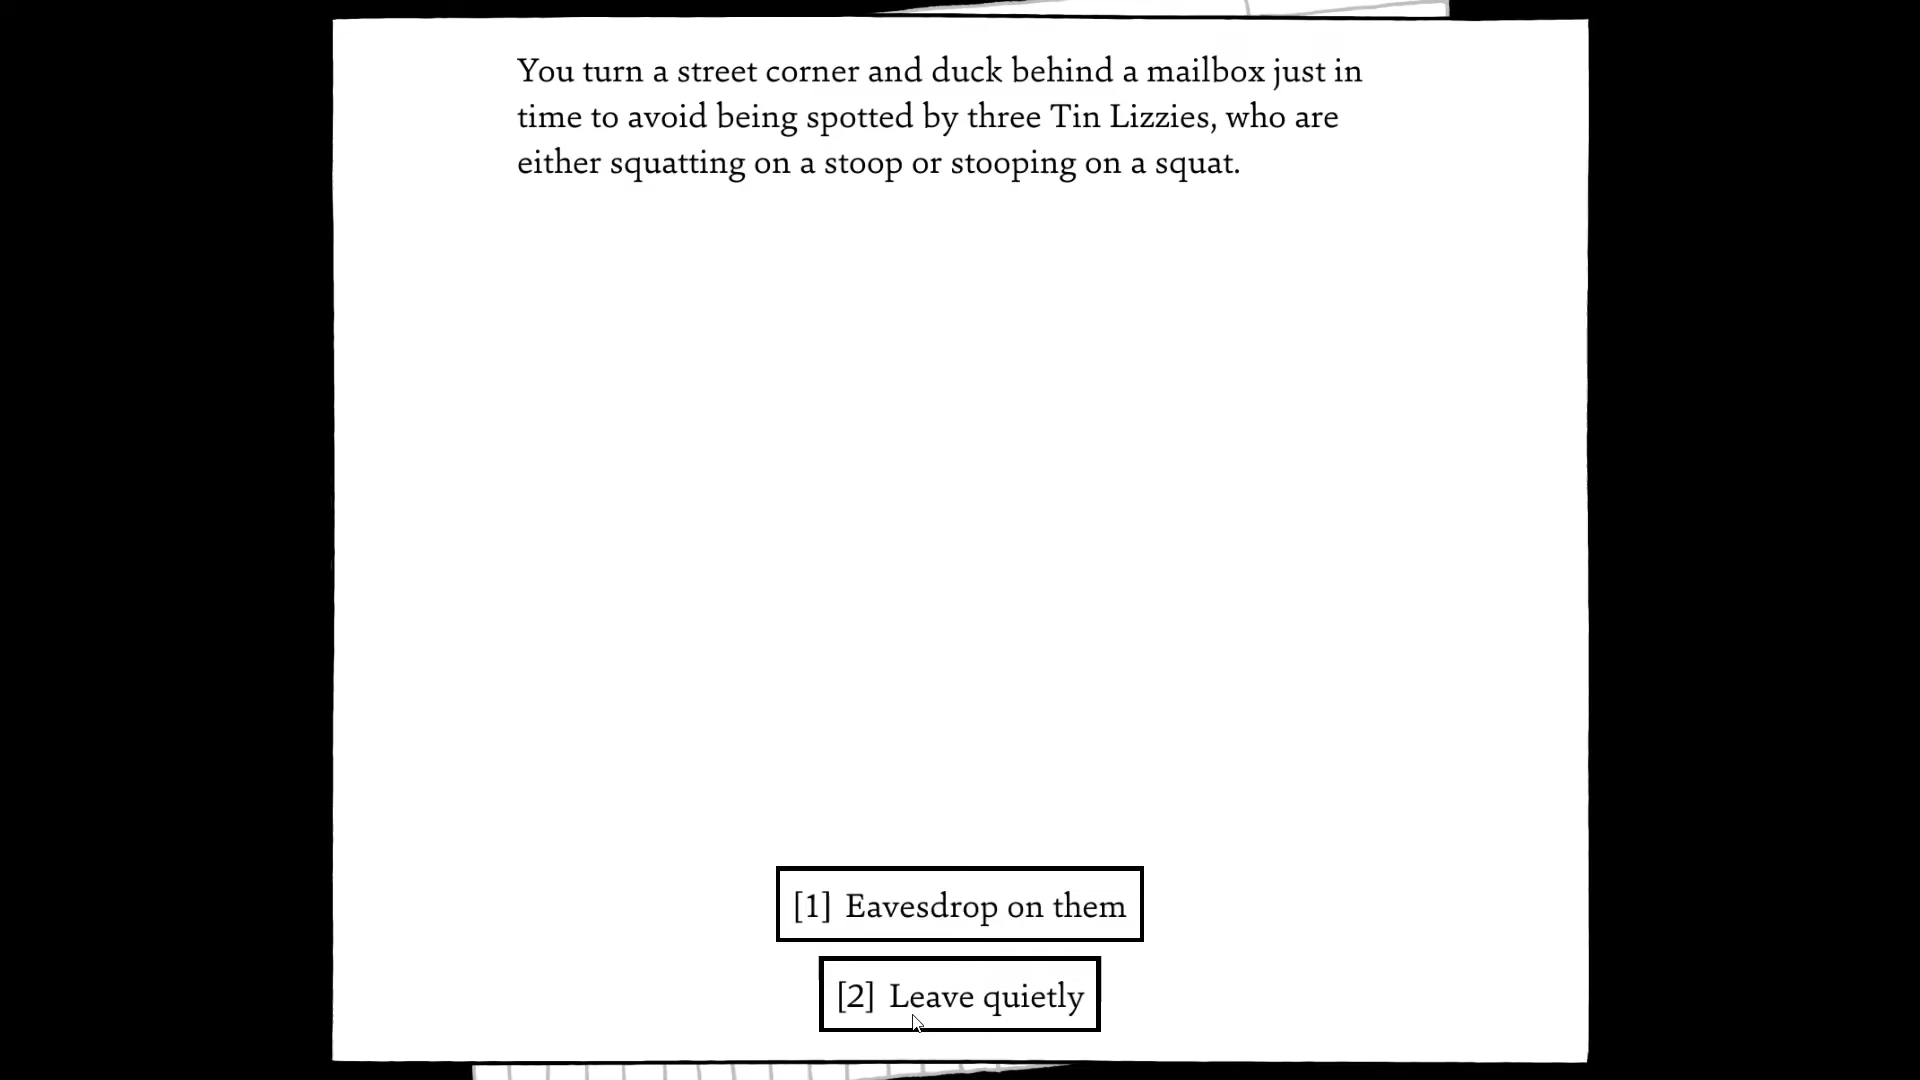 You turn a street corner and duck behind a mailbox just in
time to avoid being spotted by three Tin Lizzies, who are
either squatting on a stoop or stooping on a squat.
[1] Eavesdrop on them
[2] Leave quietly